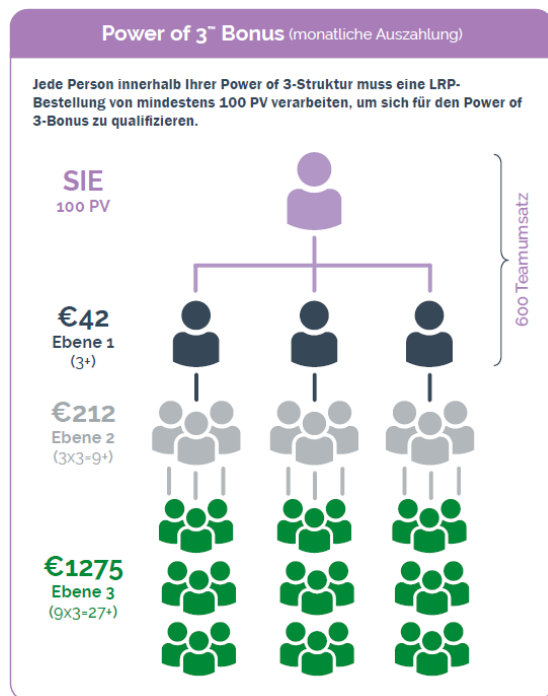 Power of 3™ Bonus (monatliche Auszahlung)
Jede Person innerhalb Ihrer Power of 3-Struktur muss eine LRP-
Bestellung von mindestens 100 PV verarbeiten, um sich für den Power of
3-Bonus zu qualifizieren.
SIE
100 PV
600 Teamumsatz
€42
Ebene 1
(3+)
€212
Ebene 2
(3x3=9+)
€1275
Ebene 3
(9x3=27+)